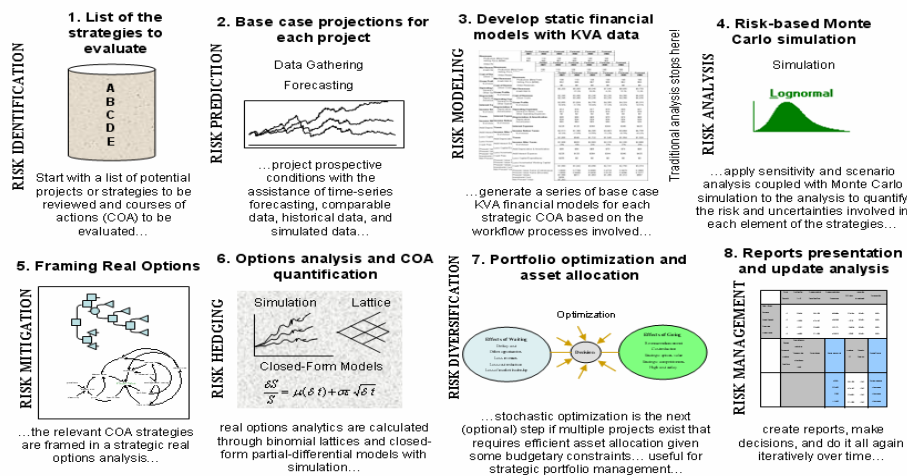 1. List of the
strategies to
evaluate
RISK IDENTIFICATION
A
B
C
D
E
Start with a list of potential
projects or strategies to be
reviewed and courses of
actions (COA) to be
evaluated…
2. Base case projections for
each project
RISK PREDICTION
Data Gathering
Forecasting
…project prospective
conditions with the
assistance of time-series
forecasting, comparable
data, historical data, and
simulated data…
3. Develop static financial
models with KVA data
RISK MODELING
Traditional analysis stops here!
…generate a series of base case
KVA financial models for each
strategic COA based on the
workflow processes involved…
4. Risk-based Monte
Carlo simulation
RISK ANALYSIS
Simulation
Lognormal
…apply sensitivity and scenario
analysis coupled with Monte Carlo
simulation to the analysis to quantify
the risk and uncertainties involved in
each element of the strategies…
5. Framing Real Options
RISK MITIGATION
…the relevant COA strategies
are framed in a strategic real
options analysis…
6. Options analysis and COA
quantification
RISK HEDGING
Simulation
Lattice
Closed-Form Models
δS/S = μ(δt) + σε√δt
real options analytics are calculated
through binomial lattices and closed-
form partial-differential models with
simulation…
7. Portfolio optimization and
asset allocation
RISK DIVERSIFICATION
Optimization
Effects of Waiting
Decision
Effects of Going
…stochastic optimization is the next
(optional) step if multiple projects exist that
requires efficient asset allocation given
some budgetary constraints… useful for
strategic portfolio management…
8. Reports presentation
and update analysis
RISK MANAGEMENT
create reports, make
decisions, and do it all again
iteratively over time…